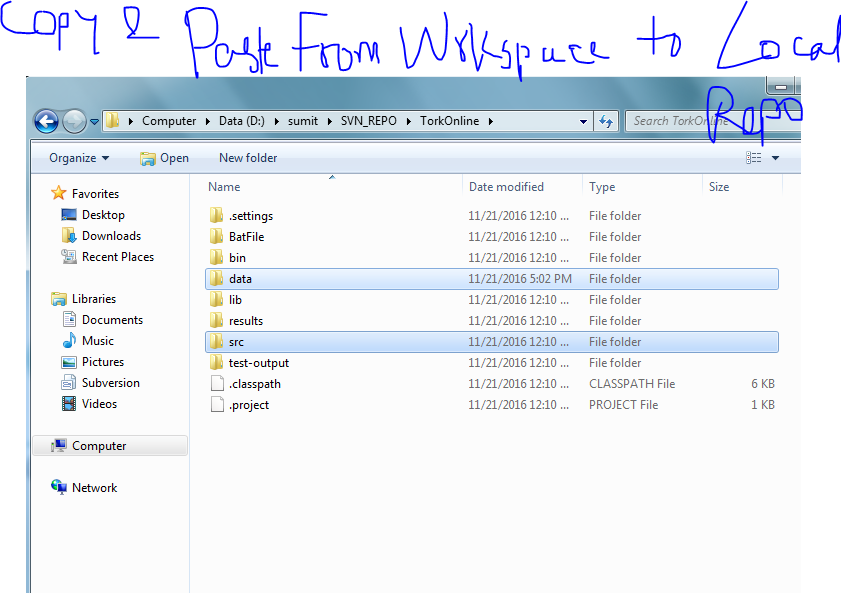 Copy & Paste From Wrkspace to Local
Repo
Computer Data (D:) sumit SVN_REPO TorkOnline
Search TorkOnline
Organize Open New folder
Name Date modified Type Size
Favorites
Desktop
Downloads
Recent Places
Libraries
Documents
Music
Pictures
Subversion
Videos
Computer
Network
.settings 11/21/2016 12:10 ... File folder
BatFile 11/21/2016 12:10 ... File folder
bin 11/21/2016 12:10 ... File folder
data 11/21/2016 5:02 PM File folder
lib 11/21/2016 12:10 ... File folder
results 11/21/2016 12:10 ... File folder
src 11/21/2016 12:10 ... File folder
test-output 11/21/2016 12:10 ... File folder
.classpath 11/21/2016 12:10 ... CLASSPATH File 6 KB
.project 11/21/2016 12:10 ... PROJECT File 1 KB